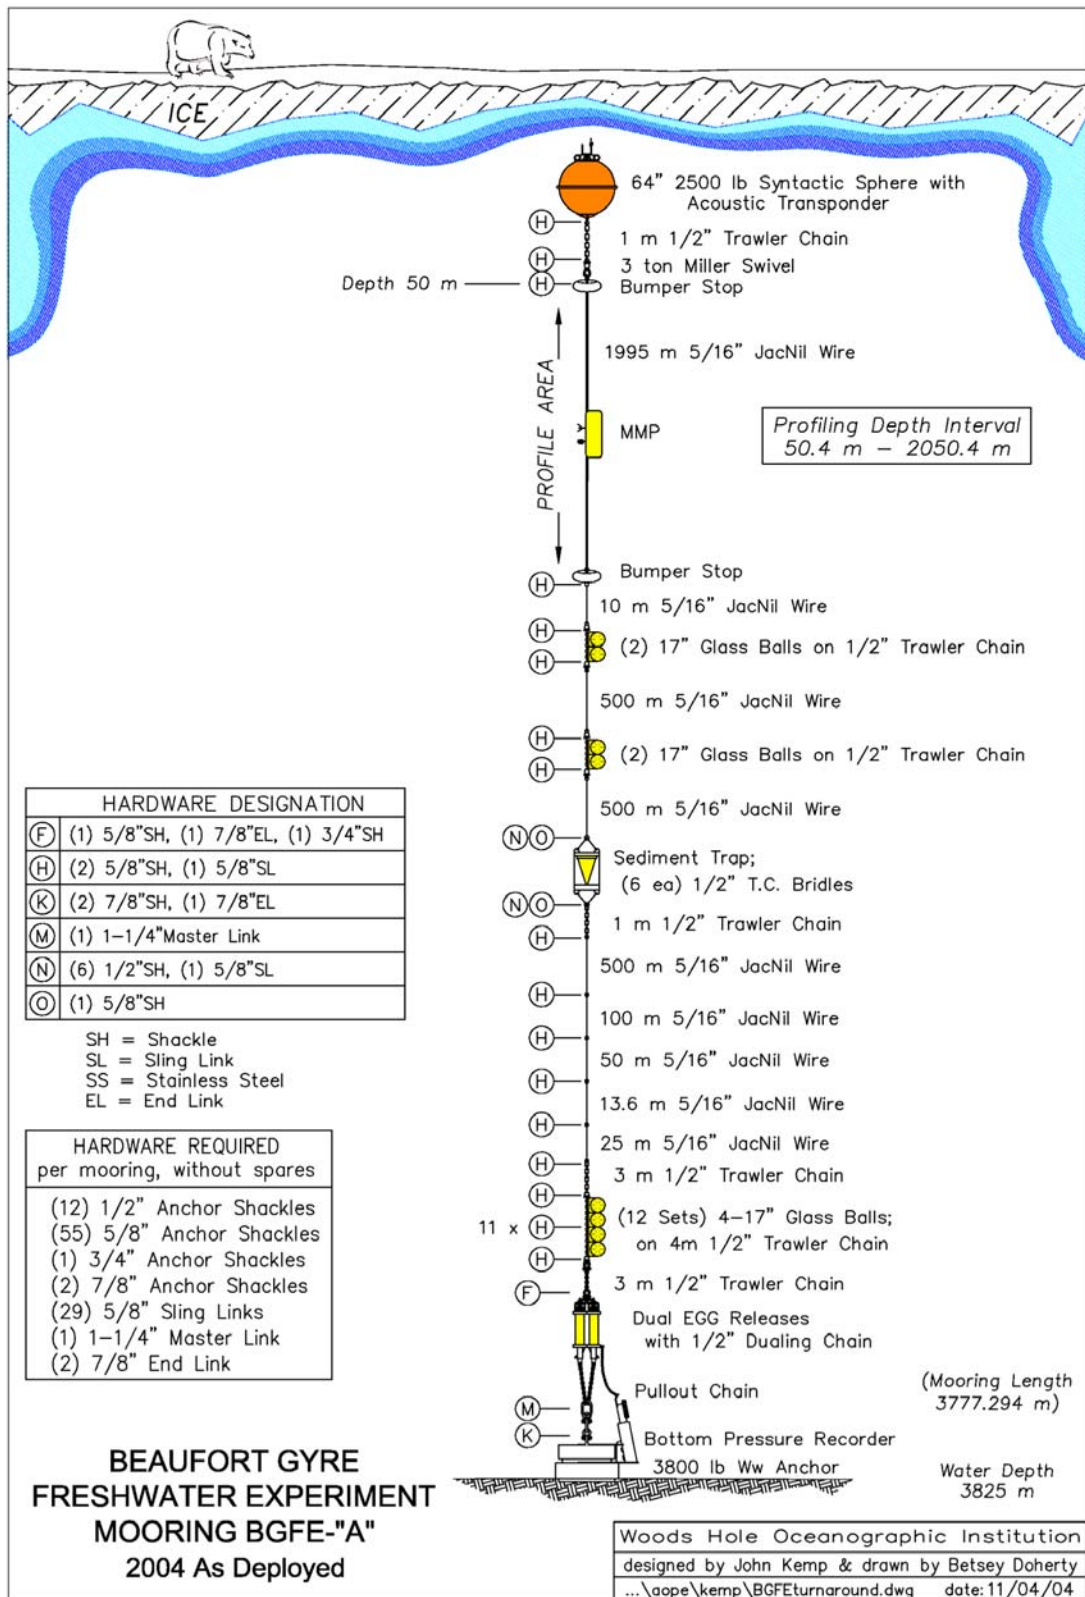 ICE
64" 2500 lb Syntactic Sphere with
Acoustic Transponder
H
1 m 1/2" Trawler Chain
H
3 ton Miller Swivel
Depth 50 m
H
Bumper Stop
PROFILE AREA
1995 m 5/16" JacNil Wire
MMP
Profiling Depth Interval
50.4 m – 2050.4 m
Bumper Stop
H
10 m 5/16" JacNil Wire
H
(2) 17" Glass Balls on 1/2" Trawler Chain
H
500 m 5/16" JacNil Wire
H
(2) 17" Glass Balls on 1/2" Trawler Chain
H
500 m 5/16" JacNil Wire
N O
Sediment Trap;
(6 ea) 1/2" T.C. Bridles
N O
1 m 1/2" Trawler Chain
H
500 m 5/16" JacNil Wire
H
100 m 5/16" JacNil Wire
H
50 m 5/16" JacNil Wire
H
13.6 m 5/16" JacNil Wire
H
25 m 5/16" JacNil Wire
H
3 m 1/2" Trawler Chain
H
(12 Sets) 4–17" Glass Balls;
11 x H
on 4m 1/2" Trawler Chain
H
3 m 1/2" Trawler Chain
F
Dual EGG Releases
with 1/2" Dualing Chain
Pullout Chain
M
K
Bottom Pressure Recorder
3800 lb Ww Anchor
(Mooring Length
3777.294 m)
Water Depth
3825 m
HARDWARE DESIGNATION
F (1) 5/8"SH, (1) 7/8"EL, (1) 3/4"SH
H (2) 5/8"SH, (1) 5/8"SL
K (2) 7/8"SH, (1) 7/8"EL
M (1) 1–1/4"Master Link
N (6) 1/2"SH, (1) 5/8"SL
O (1) 5/8"SH
SH = Shackle
SL = Sling Link
SS = Stainless Steel
EL = End Link
HARDWARE REQUIRED
per mooring, without spares
(12) 1/2" Anchor Shackles
(55) 5/8" Anchor Shackles
(1) 3/4" Anchor Shackles
(2) 7/8" Anchor Shackles
(29) 5/8" Sling Links
(1) 1–1/4" Master Link
(2) 7/8" End Link
BEAUFORT GYRE
FRESHWATER EXPERIMENT
MOORING BGFE-"A"
2004 As Deployed
Woods Hole Oceanographic Institution
designed by John Kemp & drawn by Betsey Doherty
...\aope\kemp\BGFEturnaround.dwg date: 11/04/04